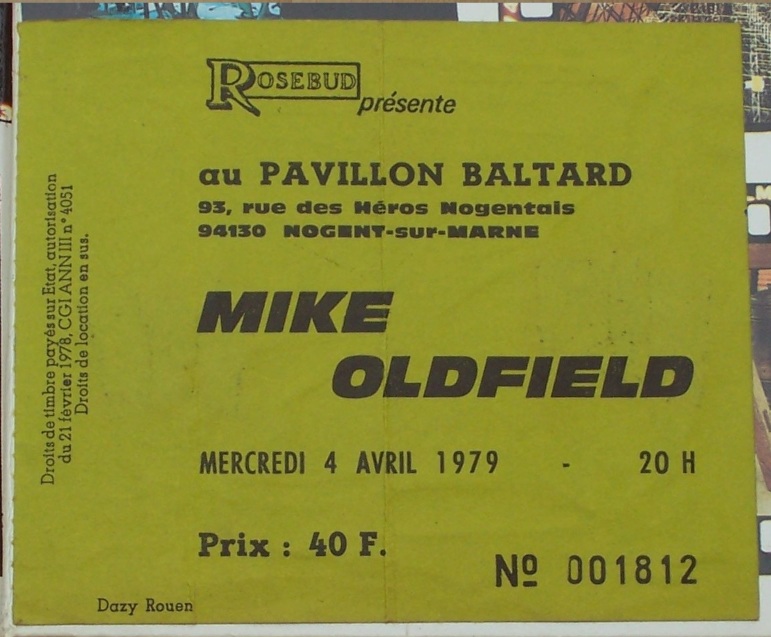 ROSEBUD
présente
au PAVILLON BALTARD
93, rue des Héros Nogentais
94130 NOGENT-sur-MARNE
MIKE
OLDFIELD
MERCREDI 4 AVRIL 1979 - 20 H
Prix : 40 F.
Nº 001812
Dazy Rouen
Droits de timbre payés sur Etat, autorisation
du 21 février 1978, CGI ANN III n° 4051
Droits de location en sus.